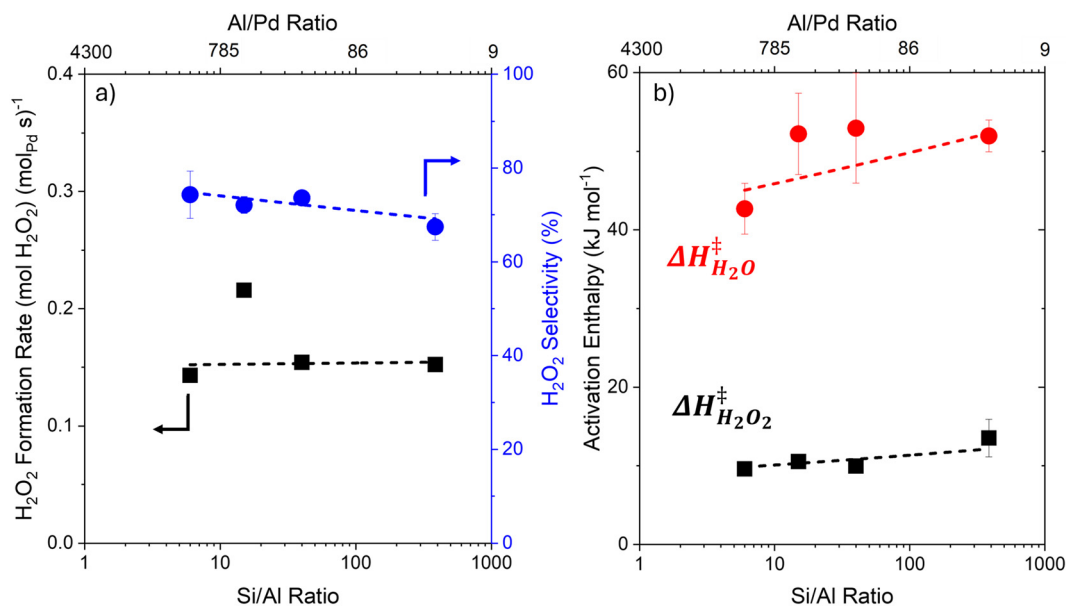 Al/Pd Ratio
4300 785 86 9
a)
0.4
0.3
0.2
0.1
0.0
H₂O₂ Formation Rate (mol H₂O₂) (mol_Pd s)⁻¹
100
80
60
40
20
0
H₂O₂ Selectivity (%)
1 10 100 1000
Si/Al Ratio
Al/Pd Ratio
4300 785 86 9
b)
60
40
20
0
Activation Enthalpy (kJ mol⁻¹)
ΔH‡H₂O
ΔH‡H₂O₂
1 10 100 1000
Si/Al Ratio